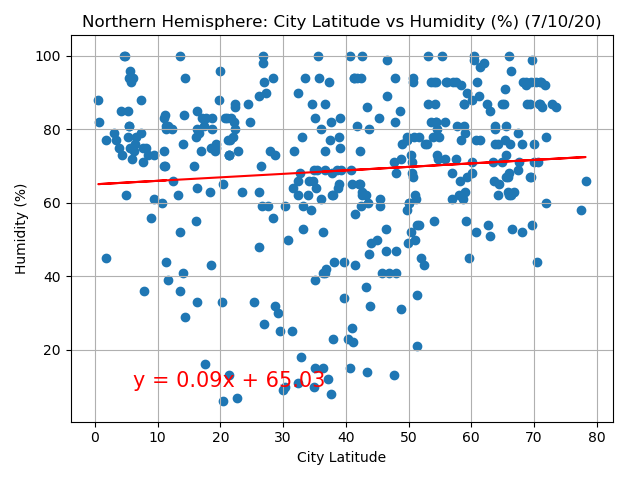 Northern Hemisphere: City Latitude vs Humidity (%) (7/10/20)
100
80
60
40
20
Humidity (%)
y = 0.09x + 65.03
0 10 20 30 40 50 60 70 80
City Latitude